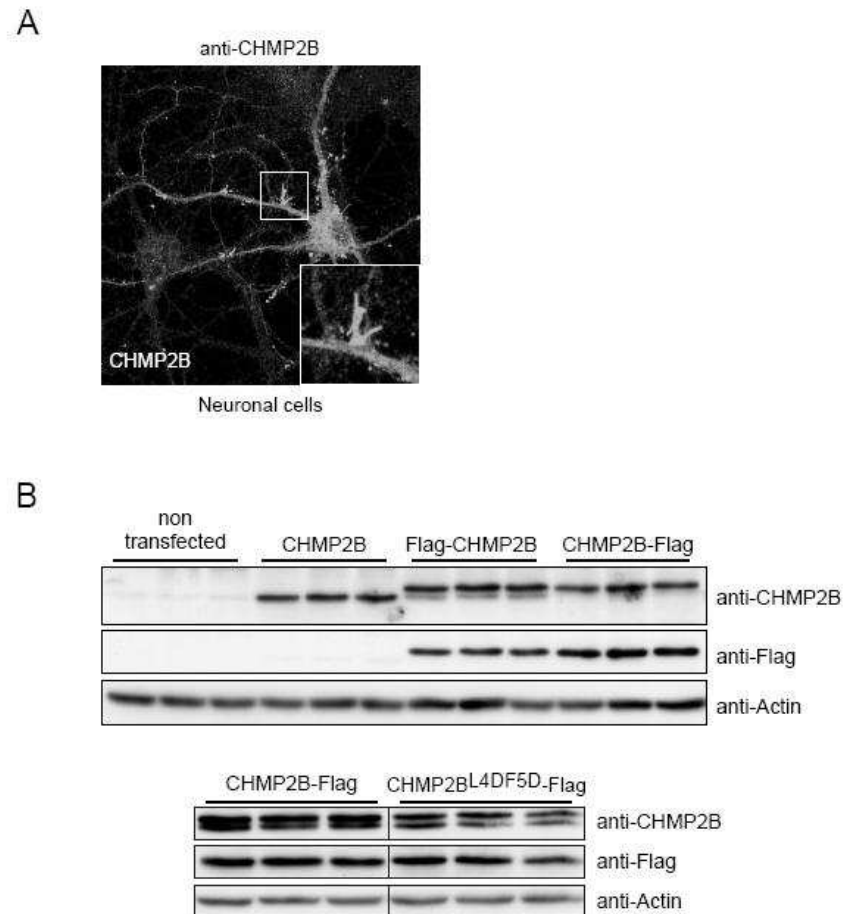 A
anti-CHMP2B
CHMP2B
Neuronal cells
B
non
transfected
CHMP2B
Flag-CHMP2B
CHMP2B-Flag
anti-CHMP2B
anti-Flag
anti-Actin
CHMP2B-Flag
CHMP2BL4DF5D-Flag
anti-CHMP2B
anti-Flag
anti-Actin